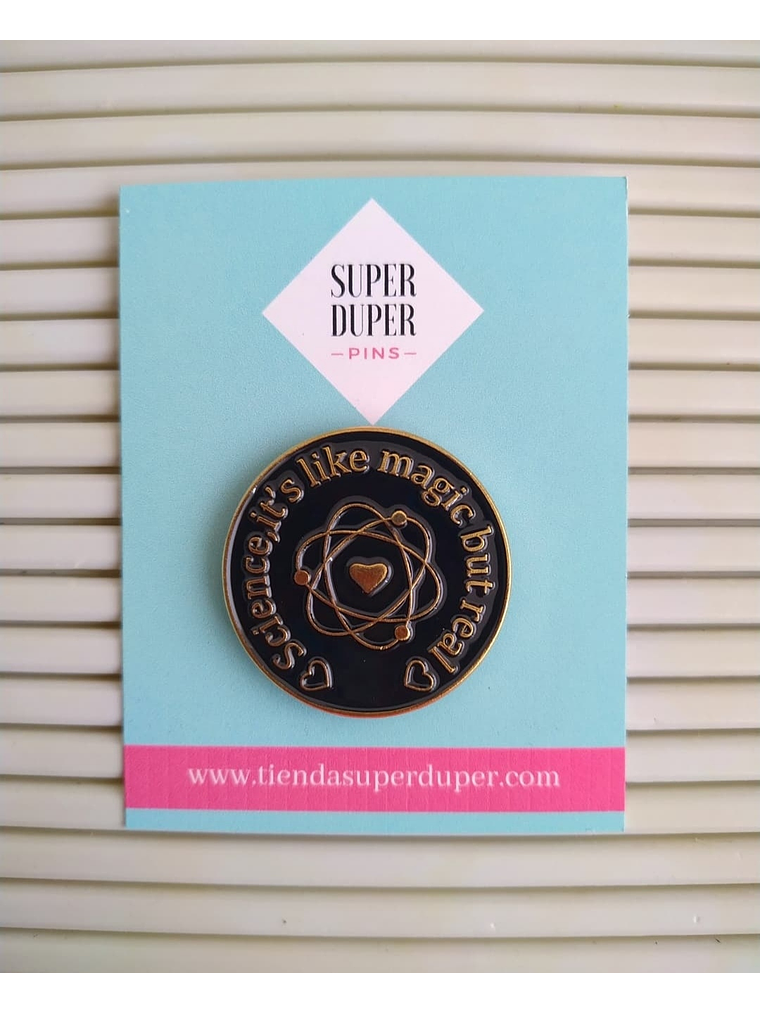 SUPER
DUPER
PINS
Science, it's like magic but real
www.tiendasuperduper.com